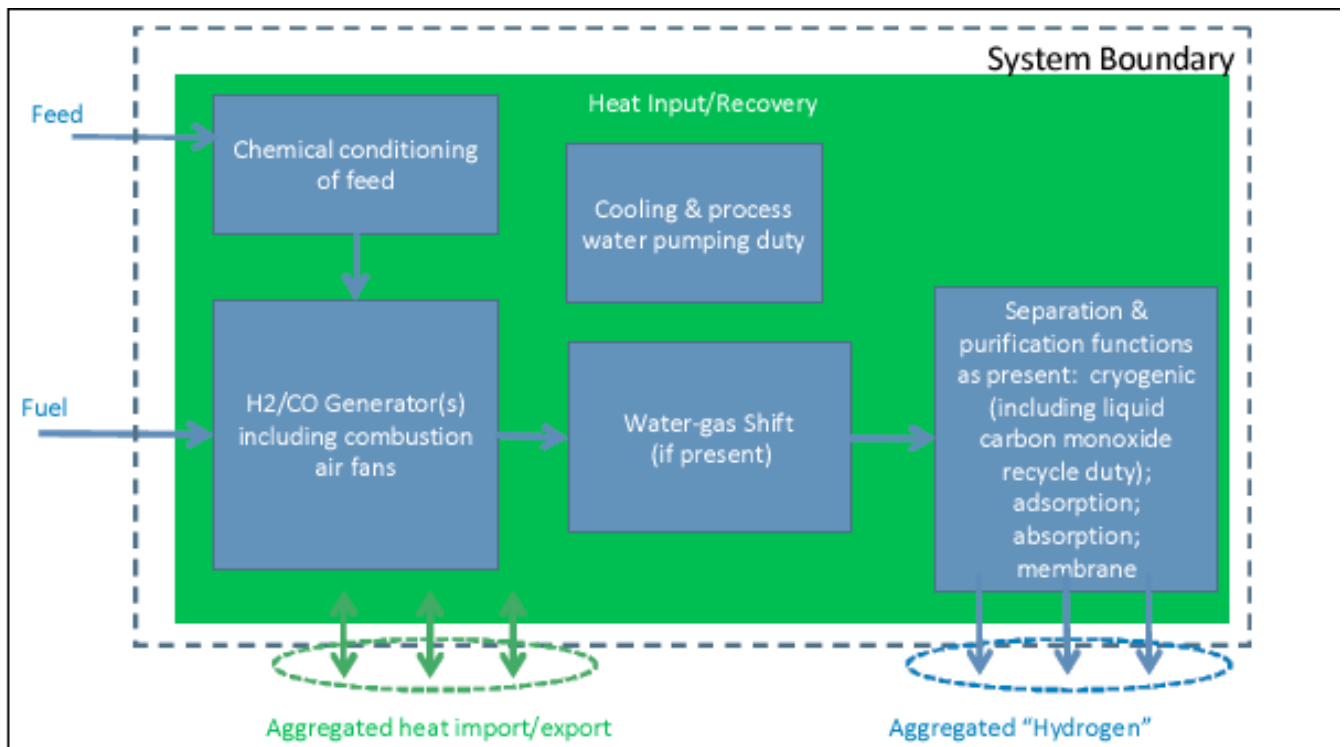 System Boundary
Feed
Heat Input/Recovery
Chemical conditioning
of feed
Cooling & process
water pumping duty
Fuel
H2/CO Generator(s)
including combustion
air fans
Water-gas Shift
(if present)
Separation &
purification functions
as present: cryogenic
(including liquid
carbon monoxide
recycle duty);
adsorption;
absorption;
membrane
Aggregated heat import/export
Aggregated “Hydrogen”